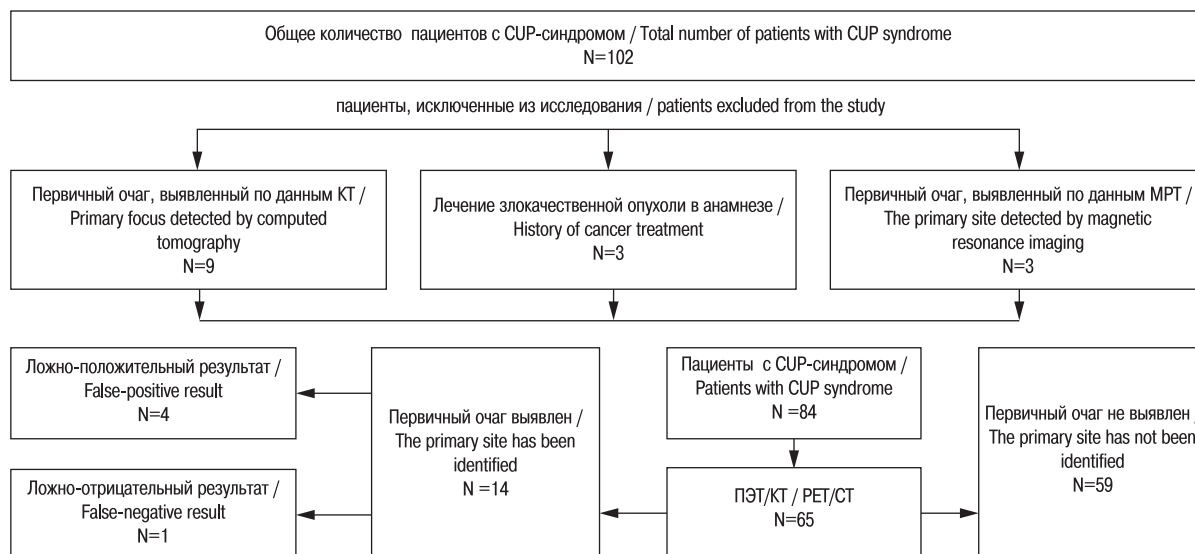 Общее количество пациентов с CUP-синдромом / Total number of patients with CUP syndrome
N=102
пациенты, исключенные из исследования / patients excluded from the study
Первичный очаг, выявленный по данным КТ /
Primary focus detected by computed
tomography
N=9
Лечение злокачественной опухоли в анамнезе /
History of cancer treatment
N=3
Первичный очаг, выявленный по данным МРТ /
The primary site detected by magnetic
resonance imaging
N=3
Ложно-положительный результат /
False-positive result
N=4
Ложно-отрицательный результат /
False-negative result
N=1
Первичный очаг выявлен /
The primary site has been
identified
N =14
Пациенты с CUP-синдромом /
Patients with CUP syndrome
N =84
ПЭТ/КТ / PET/CT
N=65
Первичный очаг не выявлен /
The primary site has not been
identified
N=59